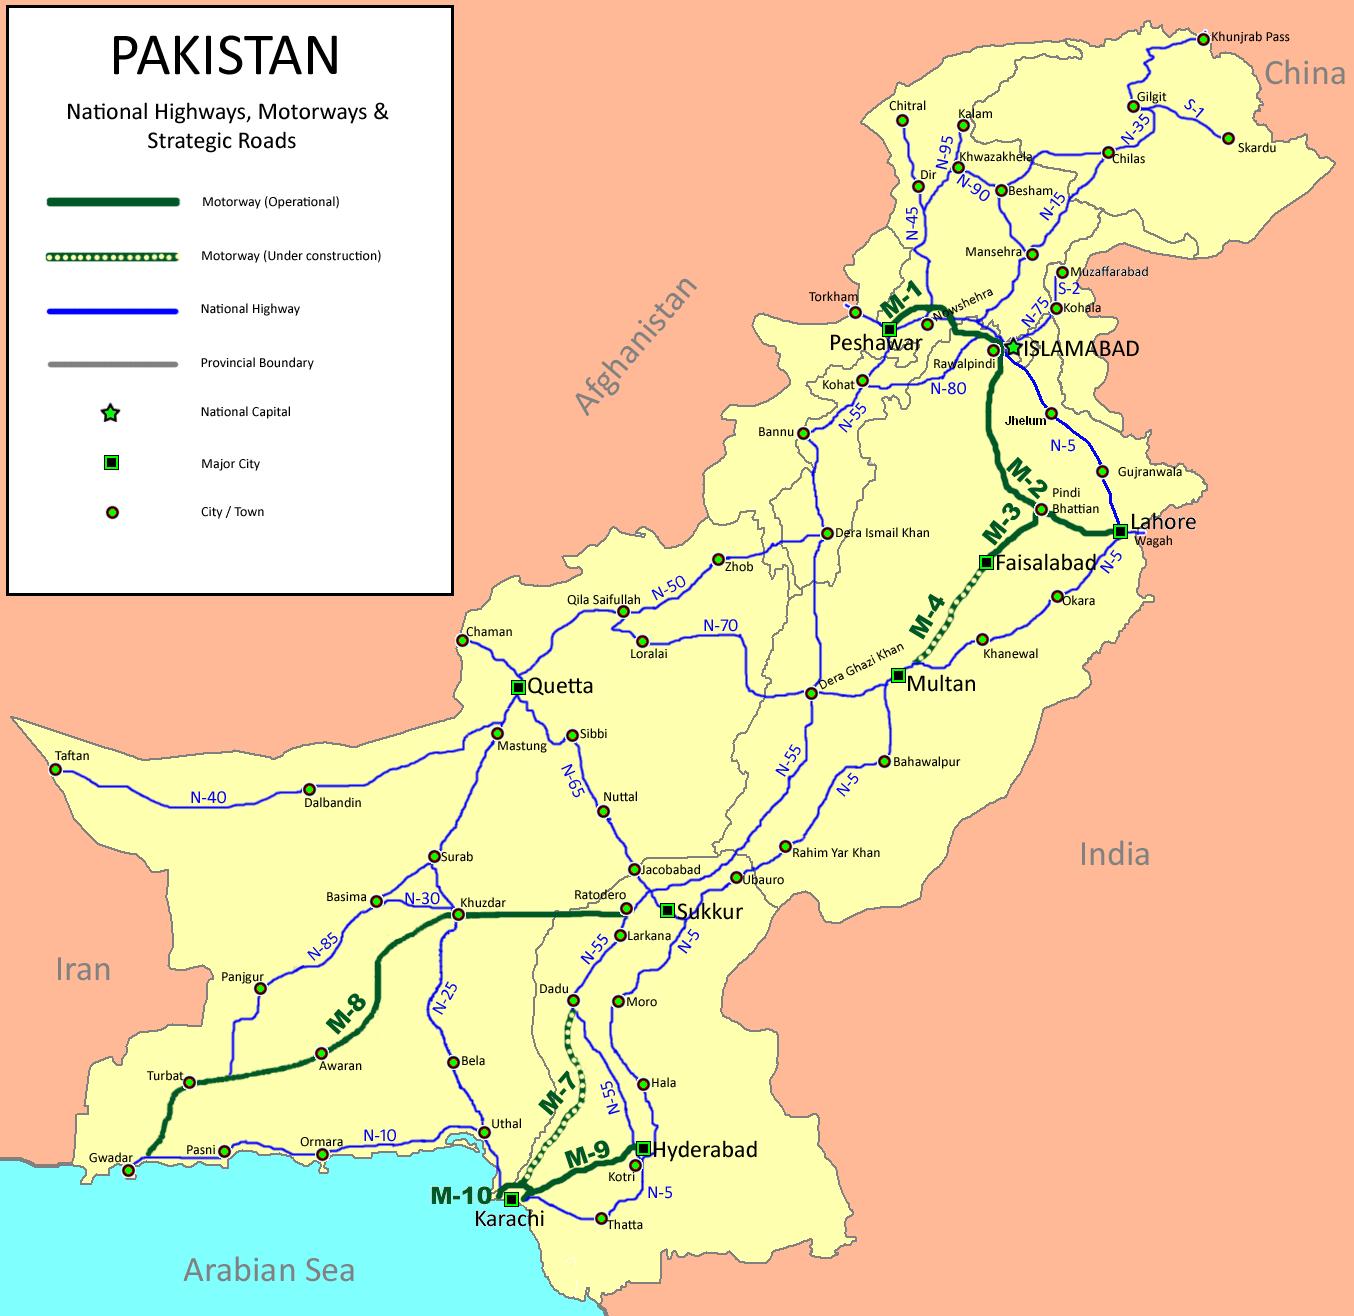 PAKISTAN
National Highways, Motorways &
Strategic Roads
Motorway (Operational)
Motorway (Under construction)
National Highway
Provincial Boundary
National Capital
Major City
City / Town
Khunjrab Pass
China
Gilgit
S-1
Chitral
Kalam
N-35
Skardu
N-95
Khwazakhela
Chilas
Dir
N-90
Besham
N-15
N-45
Mansehra
Muzaffarabad
S-2
Torkham
M-1
Nowshehra
N-75
Kohala
Peshawar
ISLAMABAD
Rawalpindi
Afghanistan
Kohat
N-80
N-55
Jhelum
Bannu
N-5
M-2
Gujranwala
Pindi
Bhattian
M-3
Lahore
Wagah
Dera Ismail Khan
Zhob
Faisalabad
N-5
N-50
Qila Saifullah
Okara
M-4
Chaman
N-70
Loralai
Khanewal
Dera Ghazi Khan
Quetta
Multan
Sibbi
Mastung
Taftan
N-55
Bahawalpur
N-65
N-5
N-40
Dalbandin
Nuttal
India
Surab
Rahim Yar Khan
Jacobabad
Ubauro
Basima
N-30
Khuzdar
Ratodero
Sukkur
N-85
Larkana
N-55
N-5
Iran
Panjgur
N-25
Dadu
Moro
M-8
Awaran
Bela
Turbat
M-7
N-55
Hala
Uthal
N-10
Ormara
Pasni
Gwadar
M-9
Hyderabad
Kotri
M-10
N-5
Karachi
Thatta
Arabian Sea